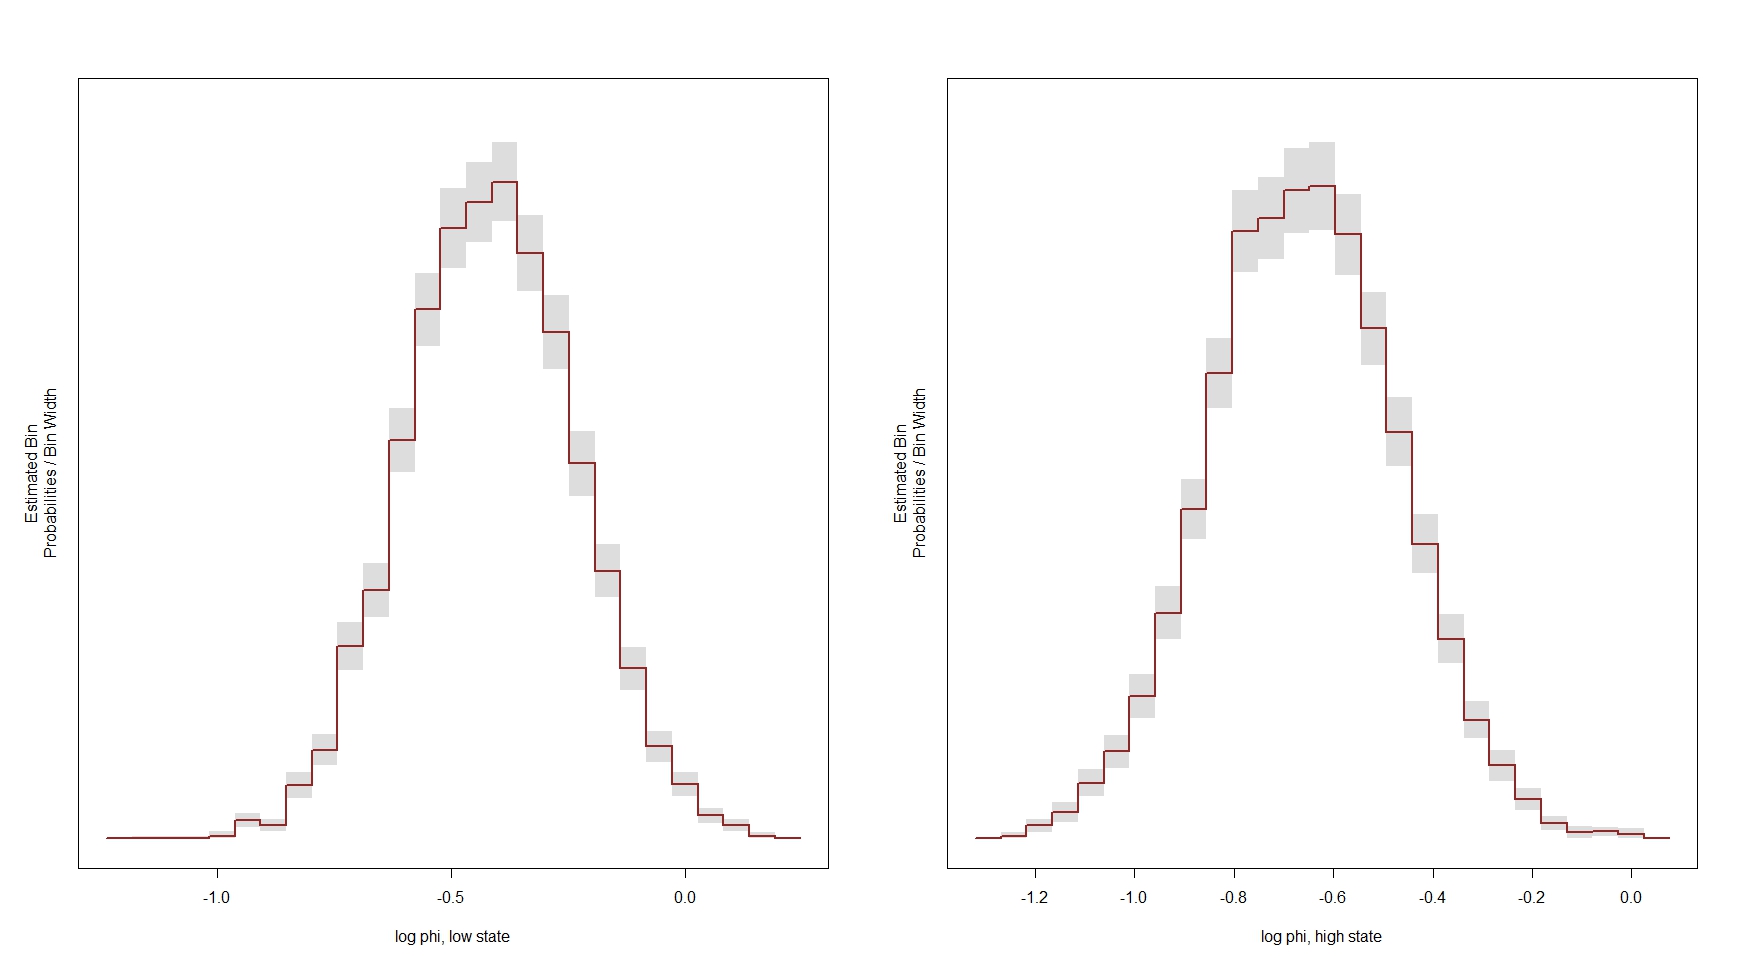 Estimated Bin
Probabilities / Bin Width
-1.0 -0.5 0.0
log phi, low state
Estimated Bin
Probabilities / Bin Width
-1.2 -1.0 -0.8 -0.6 -0.4 -0.2 0.0
log phi, high state